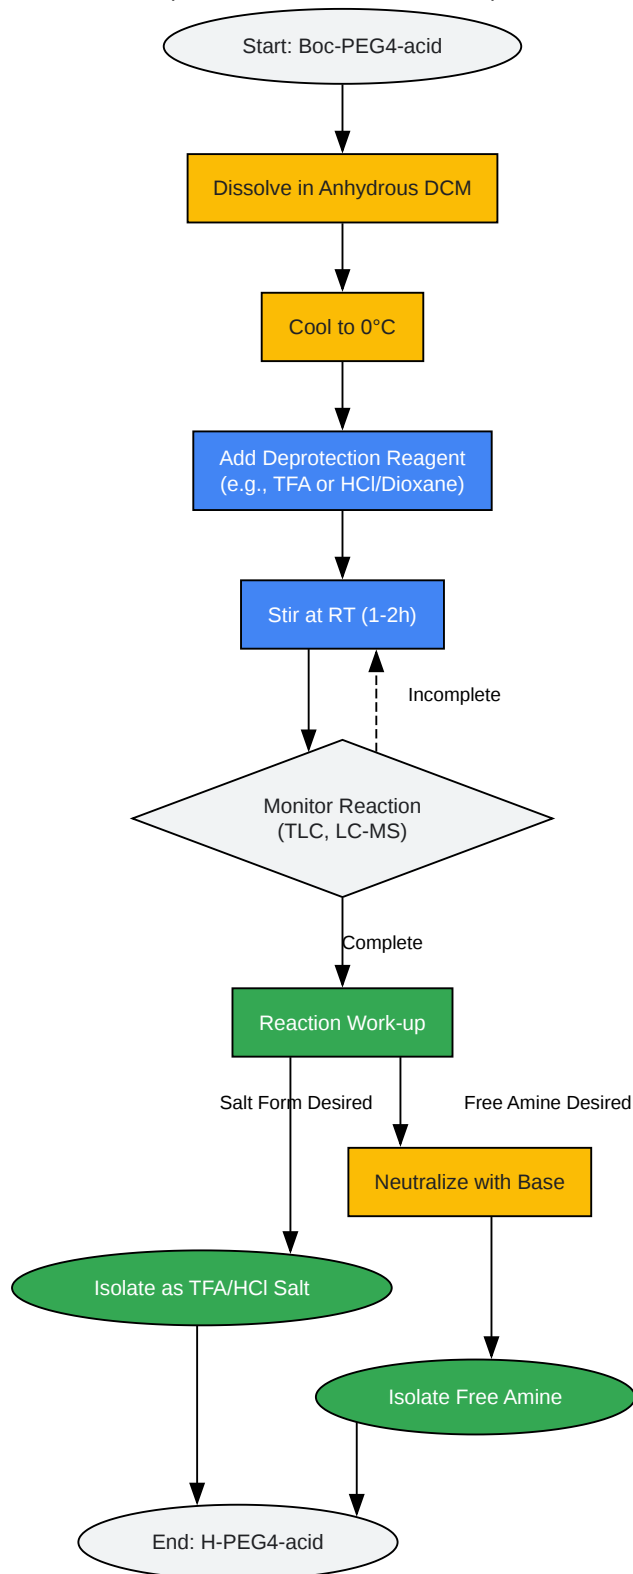 Start: Boc-PEG4-acid
Dissolve in Anhydrous DCM
Cool to 0°C
Add Deprotection Reagent
(e.g., TFA or HCl/Dioxane)
Stir at RT (1-2h)
Incomplete
Monitor Reaction
(TLC, LC-MS)
Complete
Reaction Work-up
Salt Form Desired
Free Amine Desired
Neutralize with Base
Isolate as TFA/HCl Salt
Isolate Free Amine
End: H-PEG4-acid